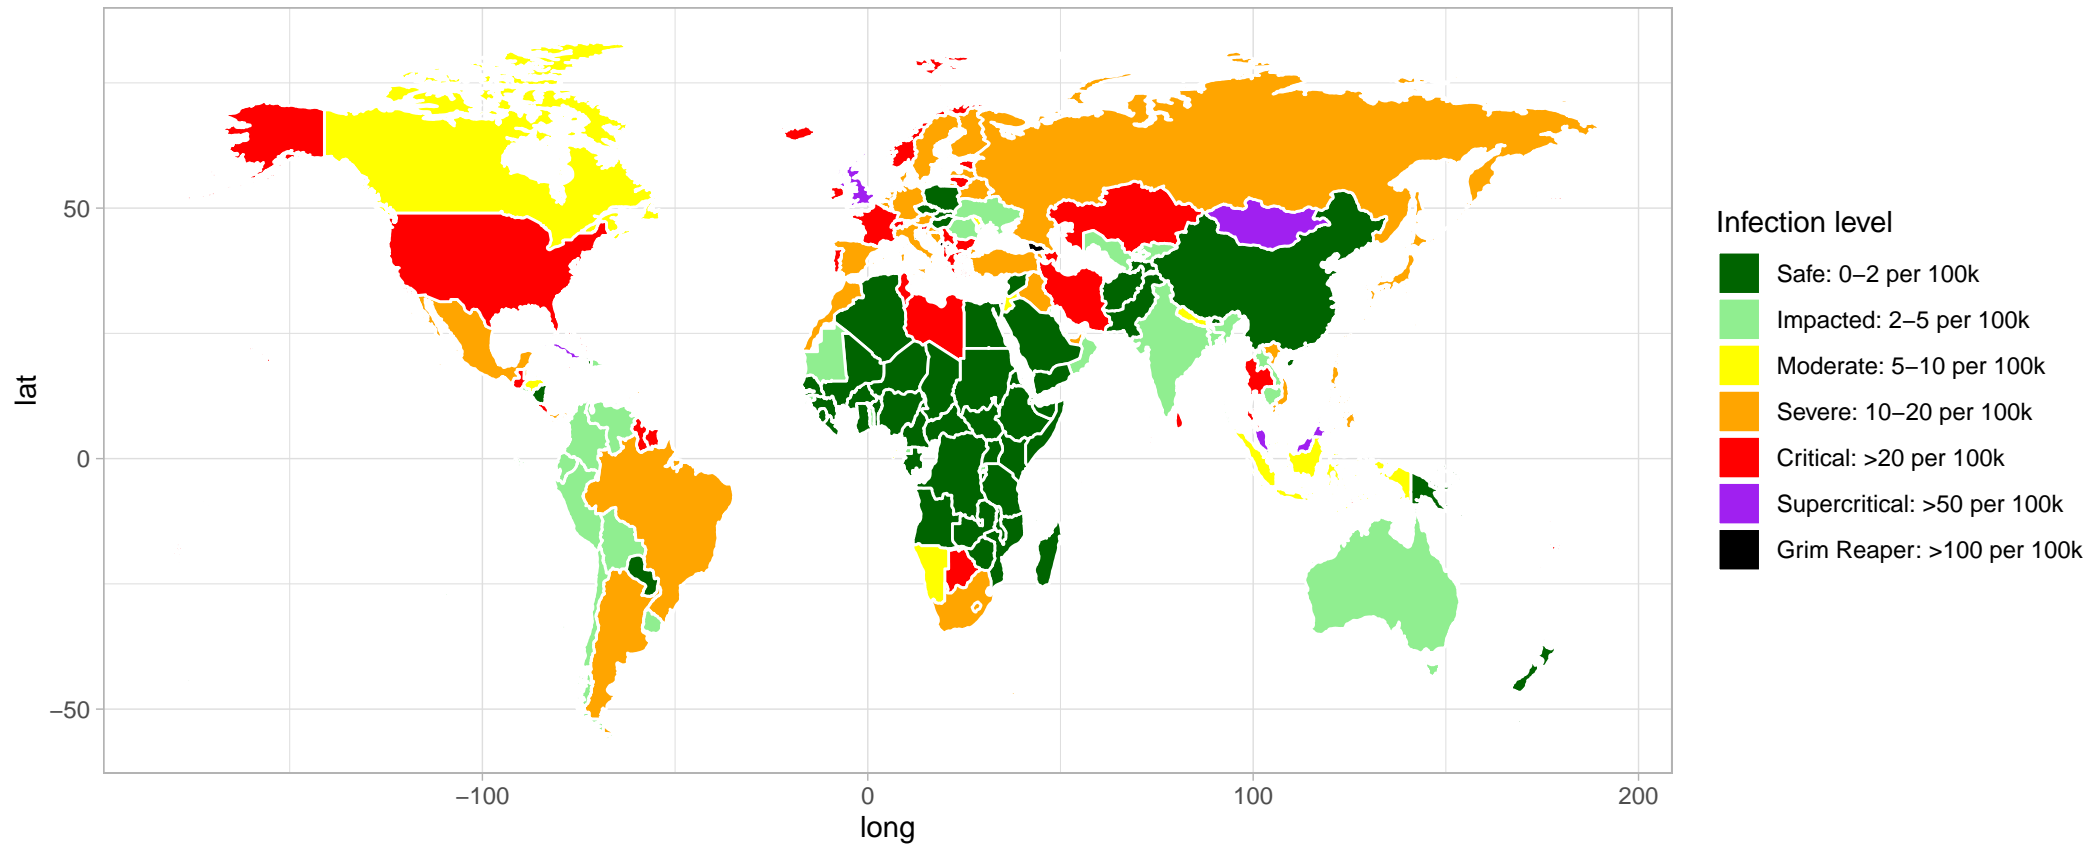 50
0
−50
lat
−100
0
100
200
long
Infection level
Safe: 0−2 per 100k
Impacted: 2−5 per 100k
Moderate: 5−10 per 100k
Severe: 10−20 per 100k
Critical: >20 per 100k
Supercritical: >50 per 100k
Grim Reaper: >100 per 100k